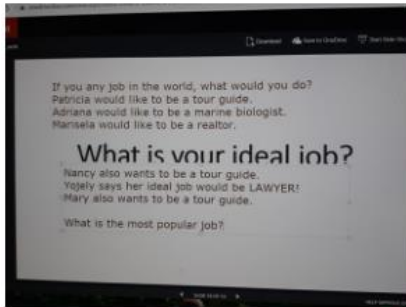 Download
Save to OneDrive
Start Slide Show
If you any job in the world, what would you do?
Patricia would like to be a tour guide.
Adriana would like to be a marine biologist.
Marisela would like to be a realtor.
What is your ideal job?
Nancy also wants to be a tour guide.
Yojely says her ideal job would be LAWYER!
Mary also wants to be a tour guide.
What is the most popular job?